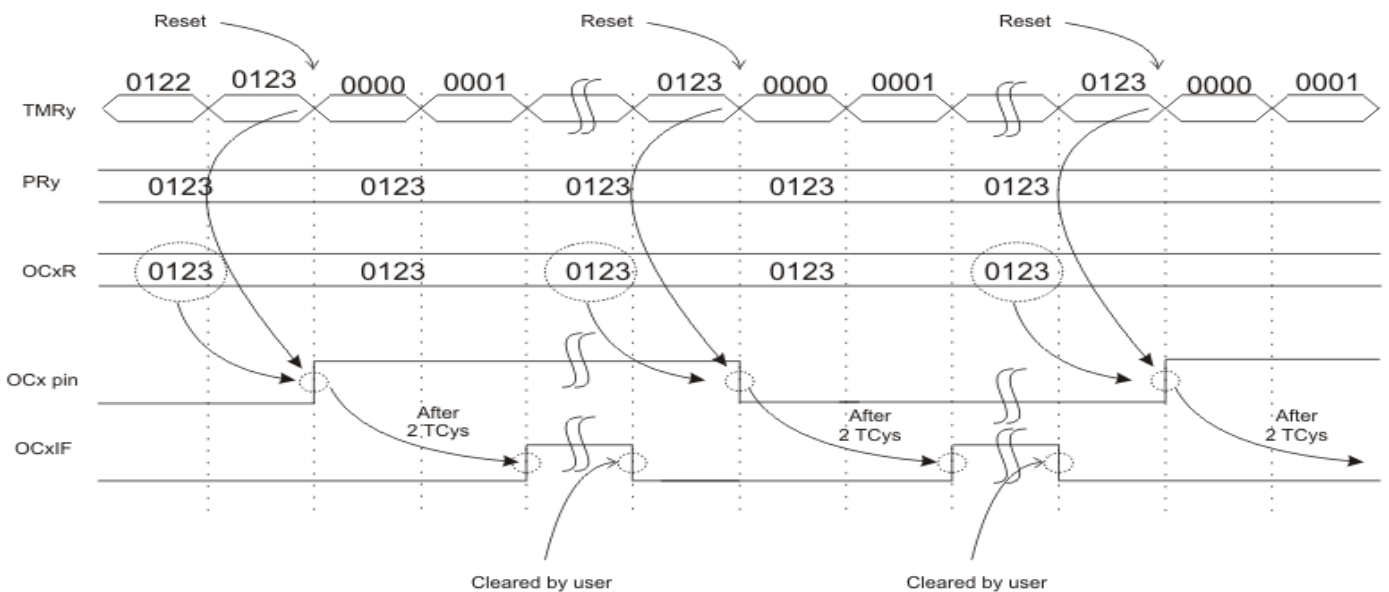 Reset Reset Reset
TMRy 0122 0123 0000 0001 0123 0000 0001 0123 0000 0001
PRy 0123 0123 0123 0123 0123
OCxR 0123 0123 0123 0123 0123
OCx pin
After After After
2 TCys 2 TCys 2 TCys
OCxIF
Cleared by user Cleared by user